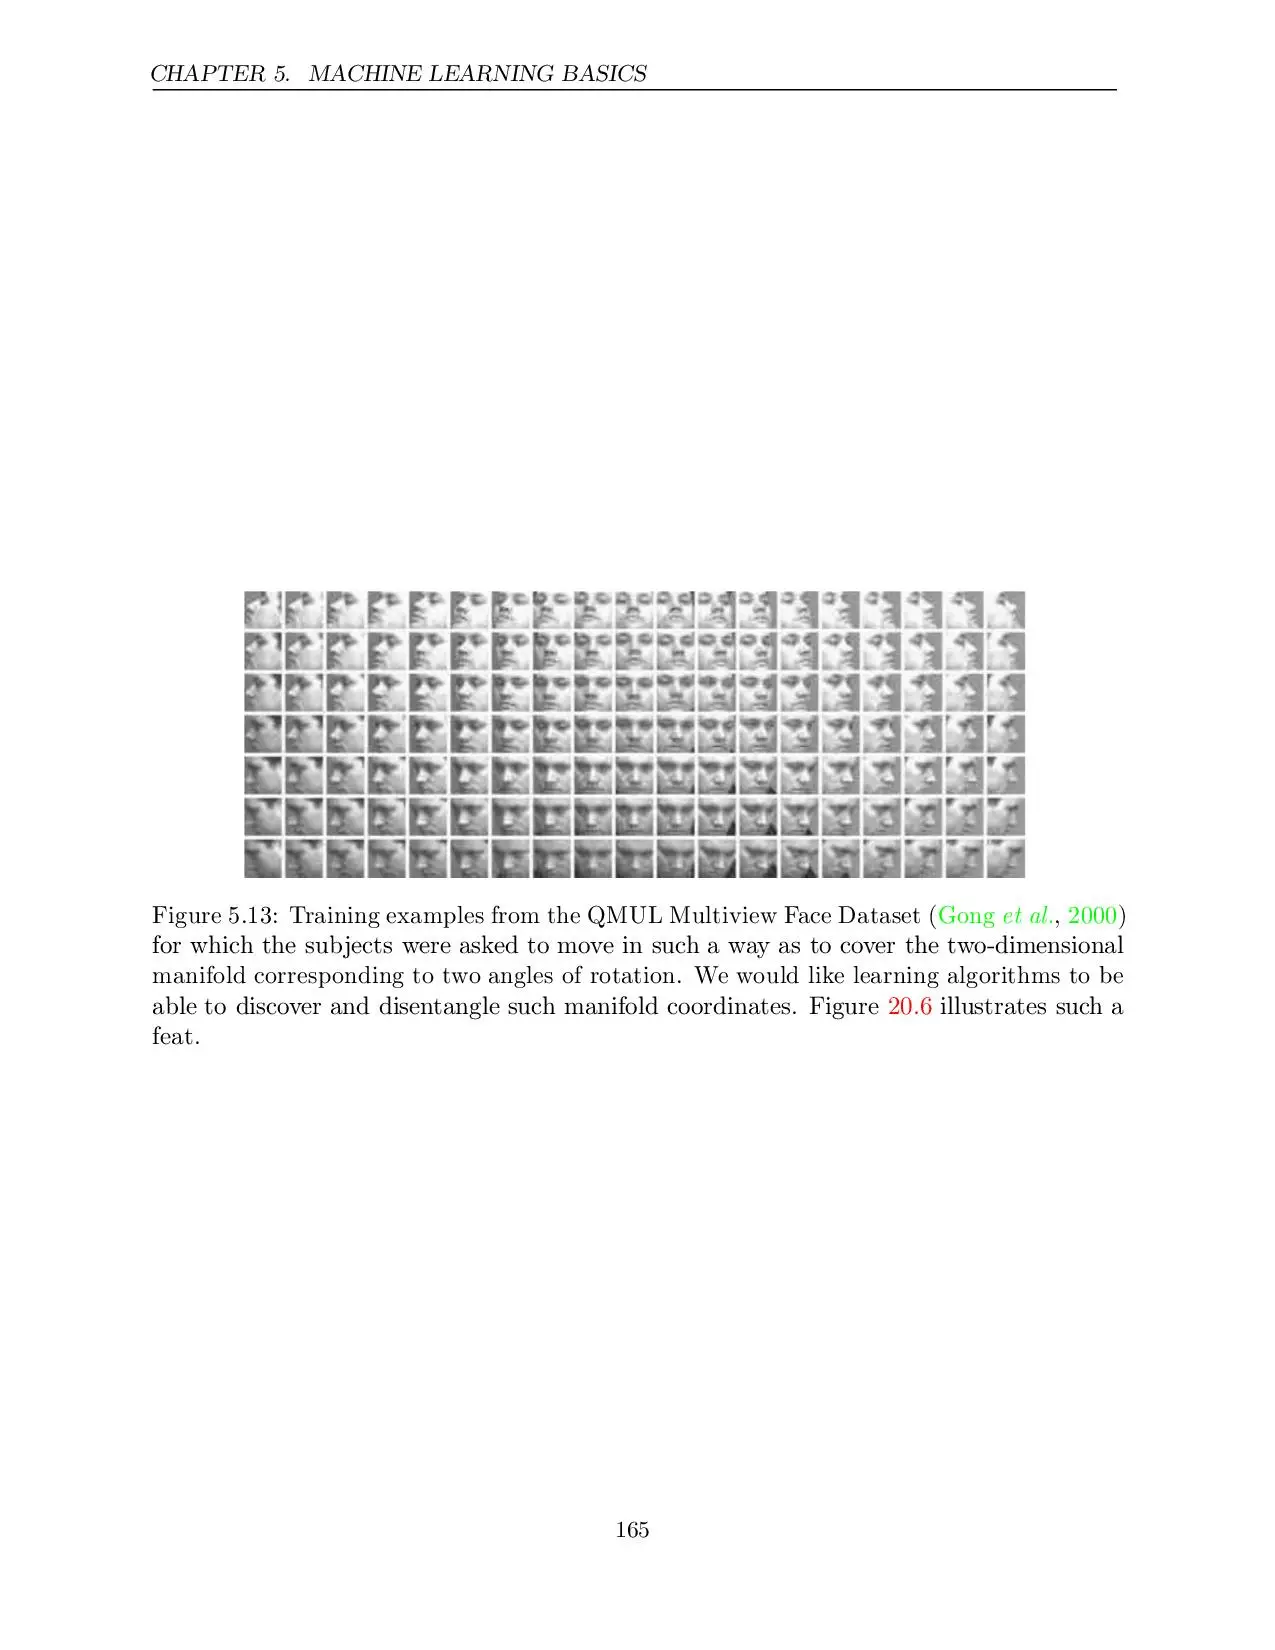 CHAPTER 5. MACHINE LEARNING BASICS
Figure 5.13: Training examples from the QMUL Multiview Face Dataset (Gong et al., 2000)
for which the subjects were asked to move in such a way as to cover the two-dimensional
manifold corresponding to two angles of rotation. We would like learning algorithms to be
able to discover and disentangle such manifold coordinates. Figure 20.6 illustrates such a
feat.
165